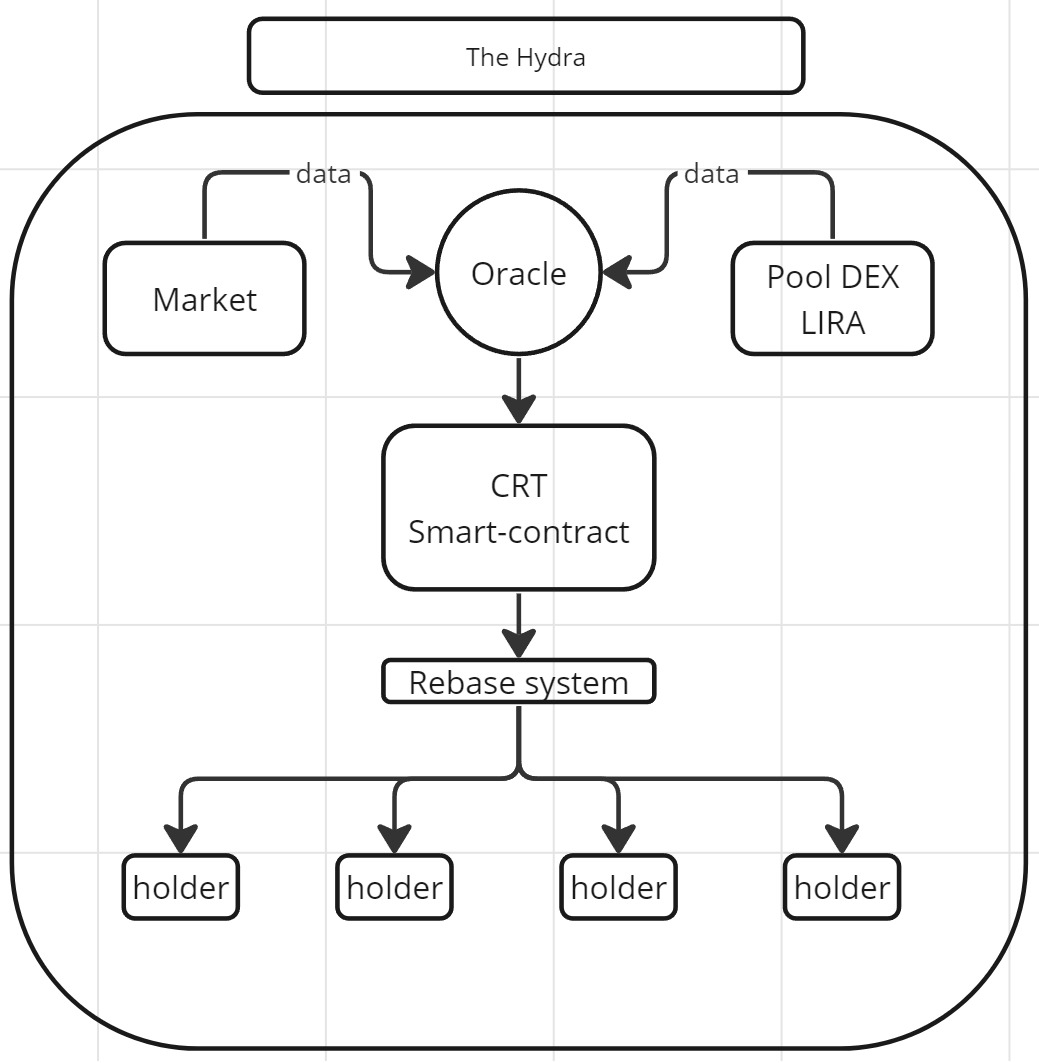 The Hydra
data
data
Market
Oracle
Pool DEX
LIRA
CRT
Smart-contract
Rebase system
holder
holder
holder
holder